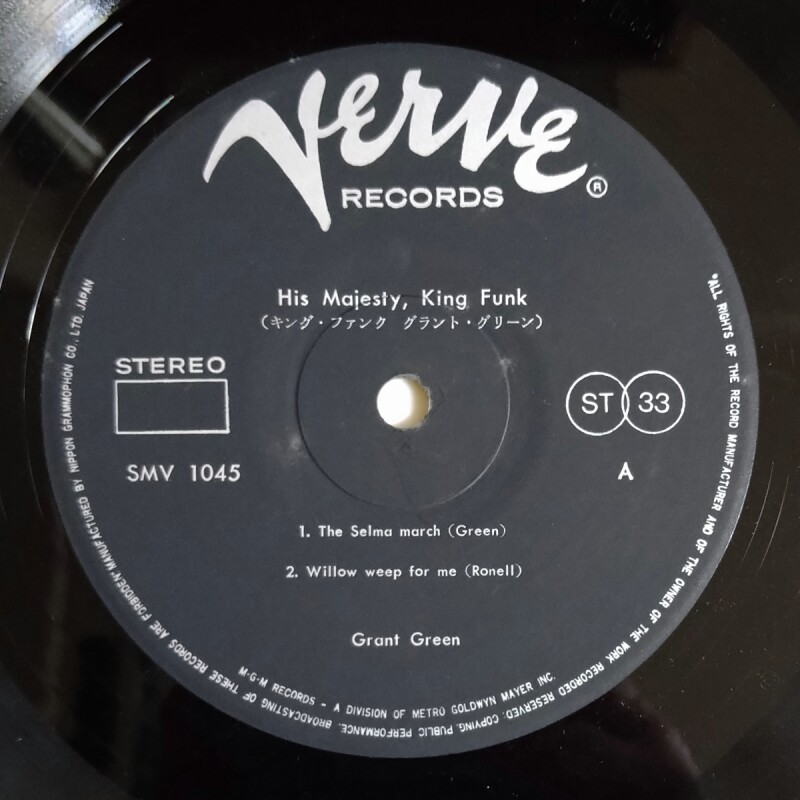 Verve
RECORDS ®
His Majesty, King Funk
(キング・ファンク グラント・グリーン)
STEREO
SMV 1045
ST 33
A
1. The Selma march (Green)
2. Willow weep for me (Ronell)
Grant Green
M·G·M RECORDS - A DIVISION OF METRO GOLDWYN MAYER INC.
"ALL RIGHTS OF THE RECORD MANUFACTURER AND OF THE OWNER OF THE WORK RECORDED RESERVED: COPYING, PUBLIC PERFORMANCE, BROADCASTING OF THESE RECORDS ARE FORBIDDEN" MANUFACTURED BY NIPPON GRAMMOPHON CO., LTD. JAPAN